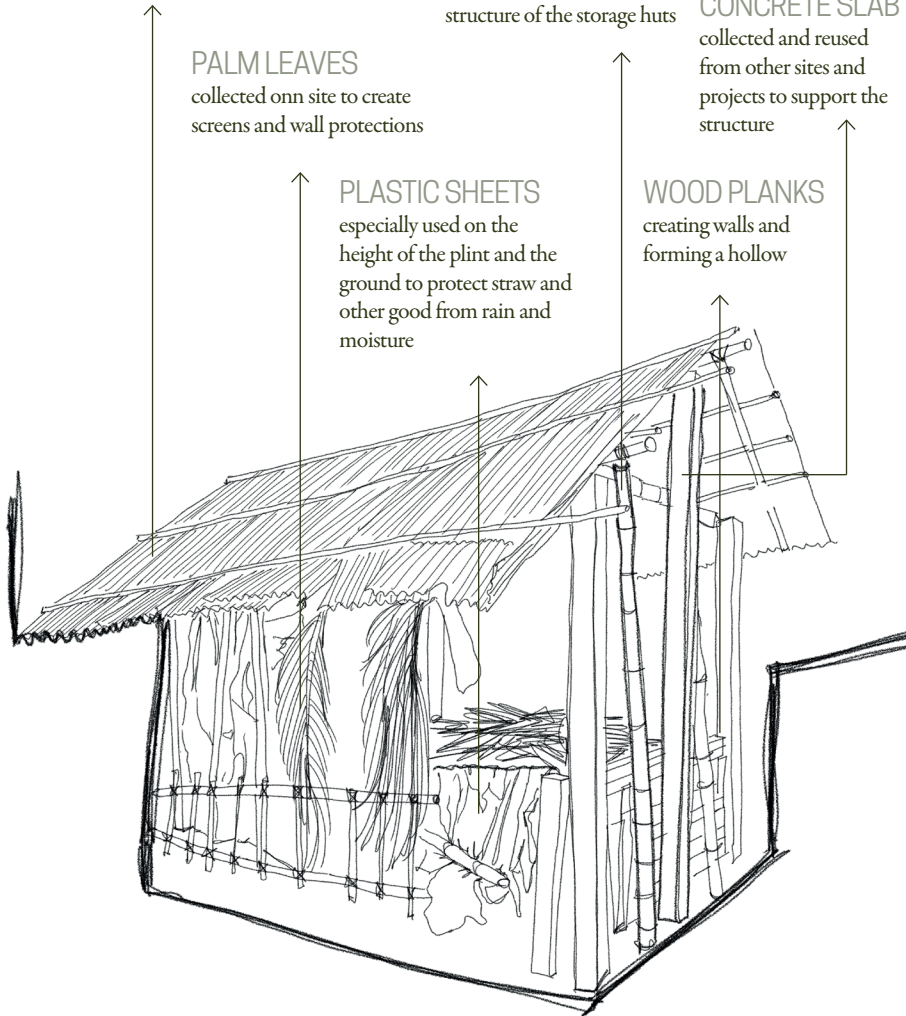 structure of the storage huts
CONCRETE SLAB
collected and reused
from other sites and
projects to support the
structure
PALM LEAVES
collected onn site to create
screens and wall protections
PLASTIC SHEETS
especially used on the
height of the plint and the
ground to protect straw and
other good from rain and
moisture
WOOD PLANKS
creating walls and
forming a hollow